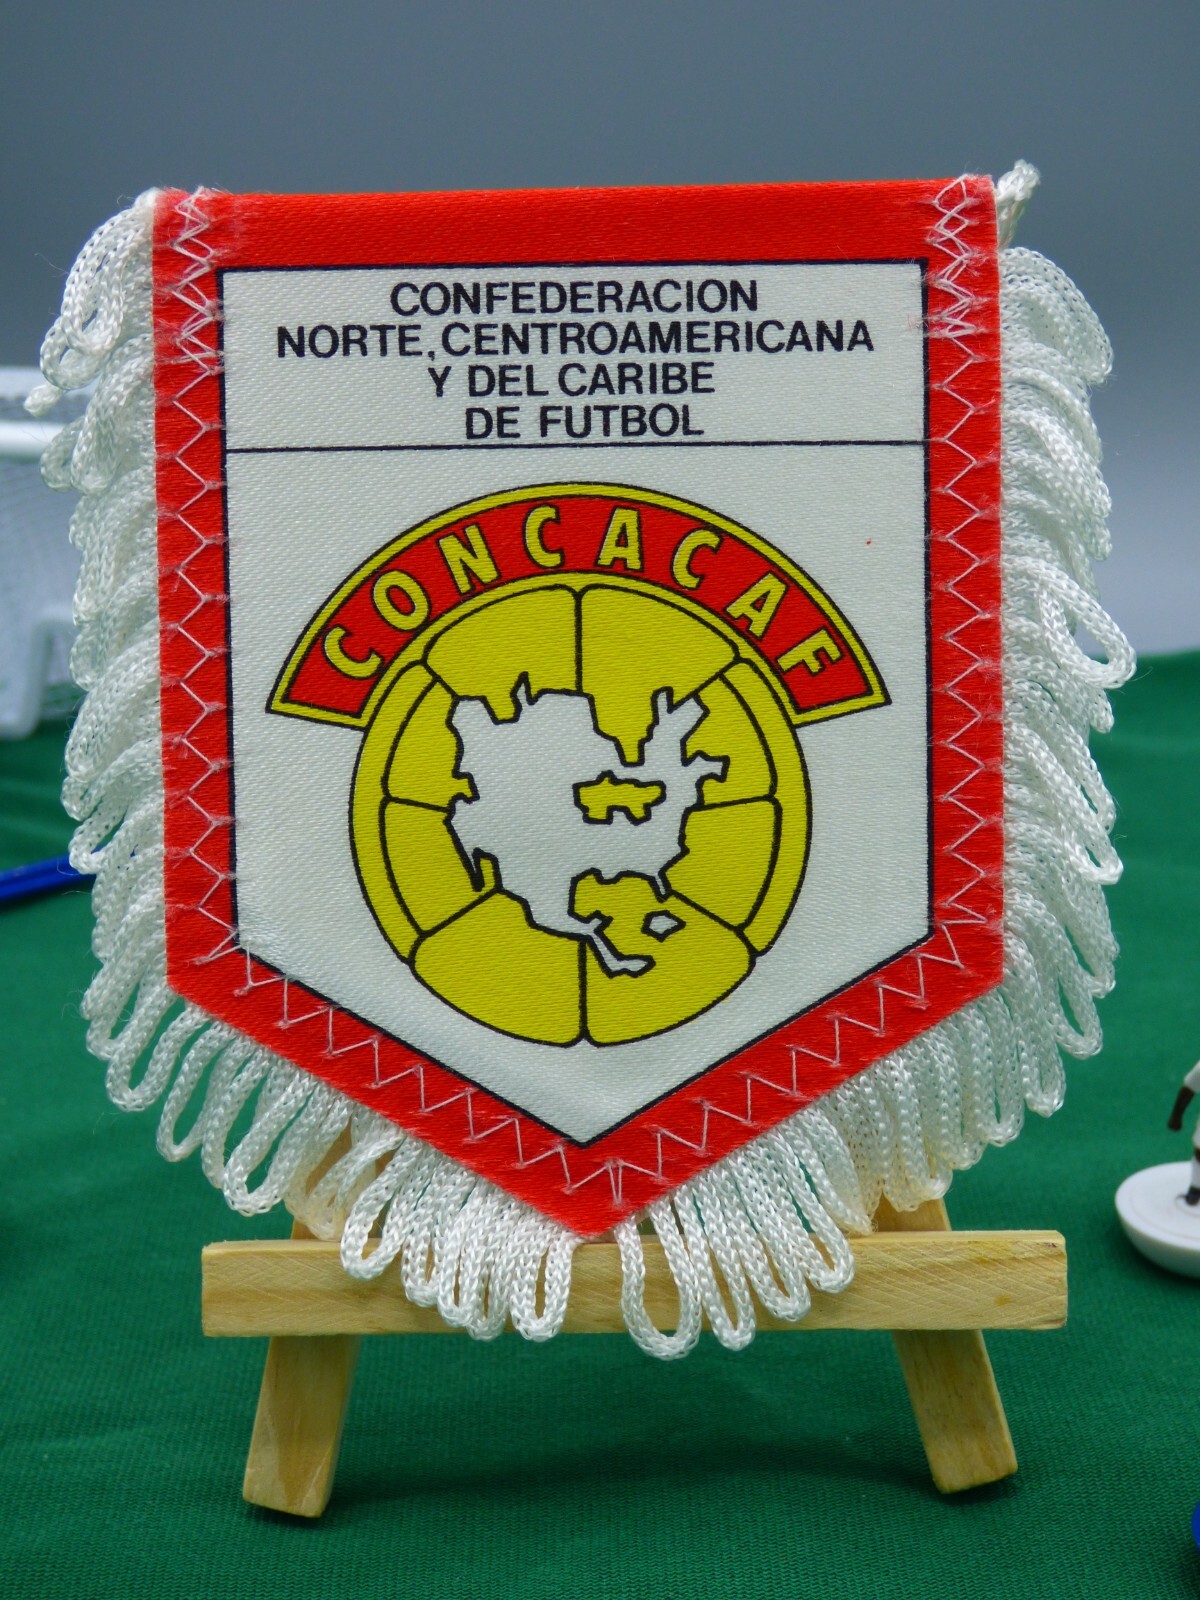 CONFEDERACION
NORTE, CENTROAMERICANA
Y DEL CARIBE
DE FUTBOL
CONCACAF